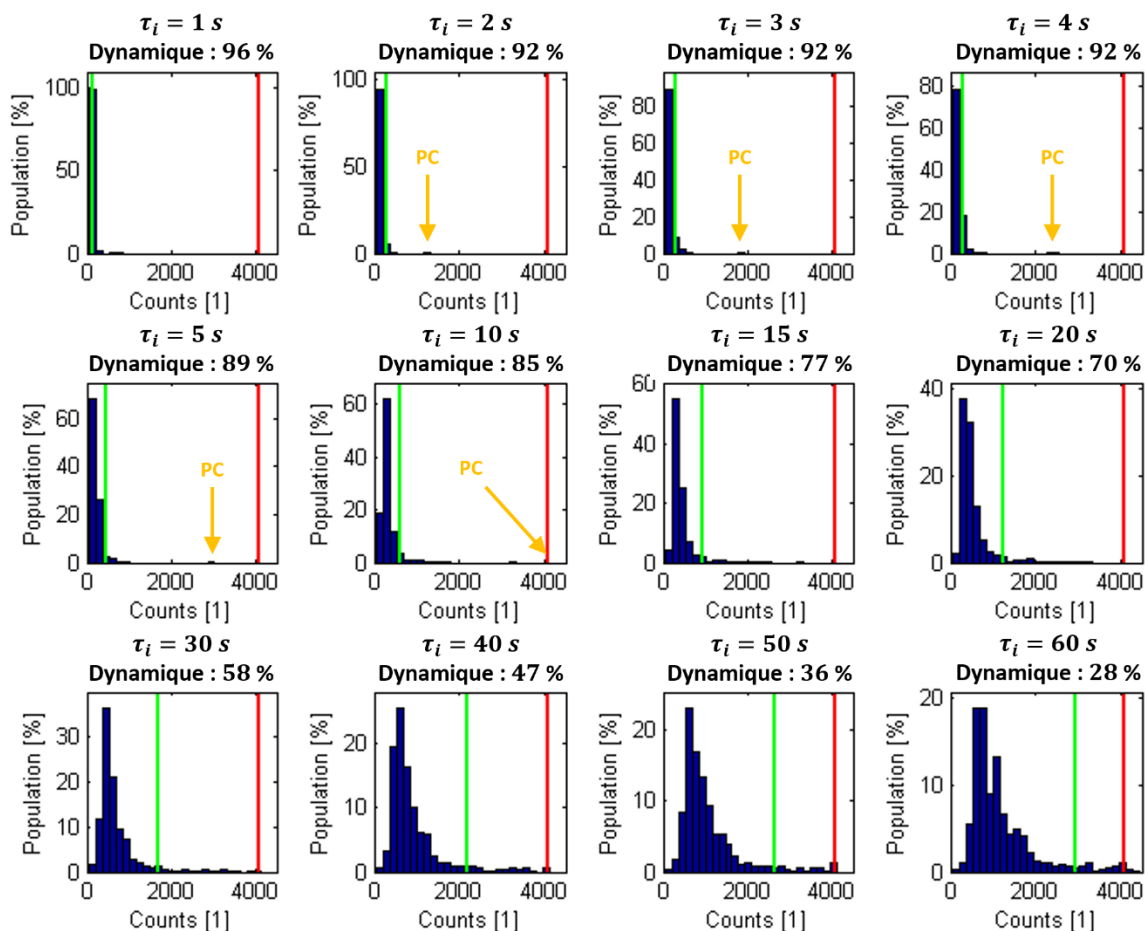 τᵢ = 1 s
Dynamique : 96 %
Population [%]
100
50
0
0 2000 4000
Counts [1]
τᵢ = 2 s
Dynamique : 92 %
Population [%]
100
50
0
PC
0 2000 4000
Counts [1]
τᵢ = 3 s
Dynamique : 92 %
Population [%]
80
60
40
20
0
PC
0 2000 4000
Counts [1]
τᵢ = 4 s
Dynamique : 92 %
Population [%]
80
60
40
20
0
PC
0 2000 4000
Counts [1]
τᵢ = 5 s
Dynamique : 89 %
Population [%]
60
40
20
0
PC
0 2000 4000
Counts [1]
τᵢ = 10 s
Dynamique : 85 %
Population [%]
60
40
20
0
PC
0 2000 4000
Counts [1]
τᵢ = 15 s
Dynamique : 77 %
Population [%]
60
40
20
0
0 2000 4000
Counts [1]
τᵢ = 20 s
Dynamique : 70 %
Population [%]
40
20
0
0 2000 4000
Counts [1]
τᵢ = 30 s
Dynamique : 58 %
Population [%]
30
20
10
0
0 2000 4000
Counts [1]
τᵢ = 40 s
Dynamique : 47 %
Population [%]
20
10
0
0 2000 4000
Counts [1]
τᵢ = 50 s
Dynamique : 36 %
Population [%]
20
10
0
0 2000 4000
Counts [1]
τᵢ = 60 s
Dynamique : 28 %
Population [%]
20
10
0
0 2000 4000
Counts [1]